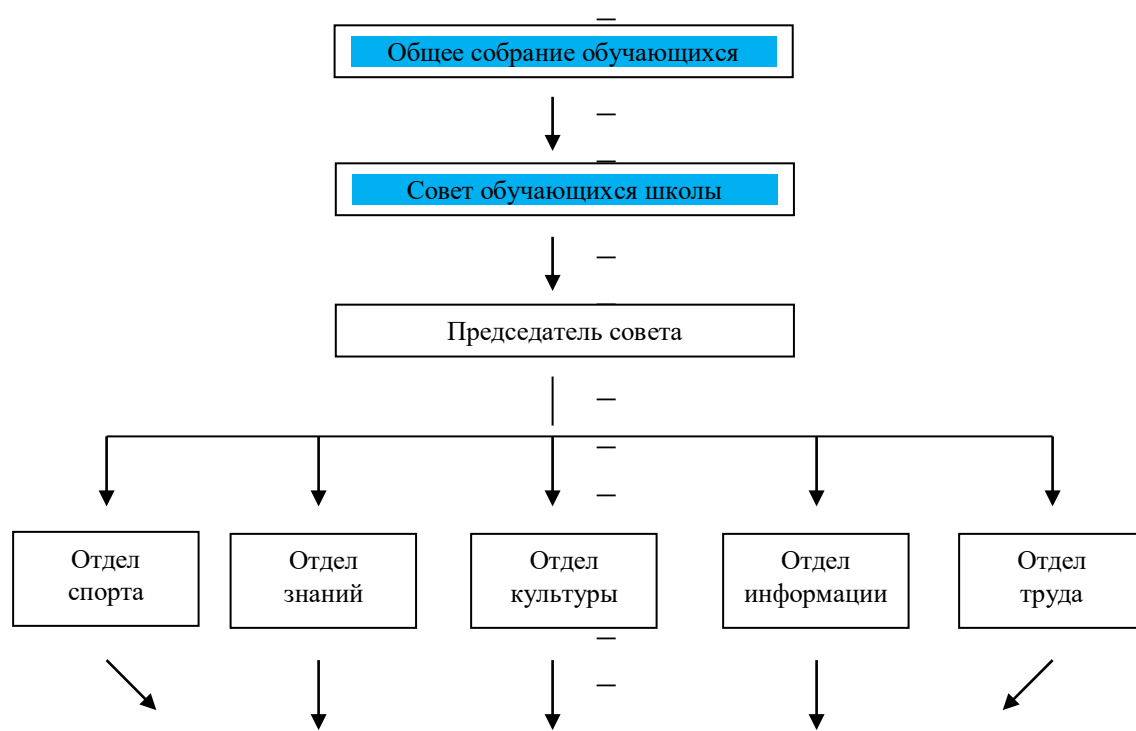 Общее собрание обучающихся
Совет обучающихся школы
Председатель совета
Отдел
спорта
Отдел
знаний
Отдел
культуры
Отдел
информации
Отдел
труда